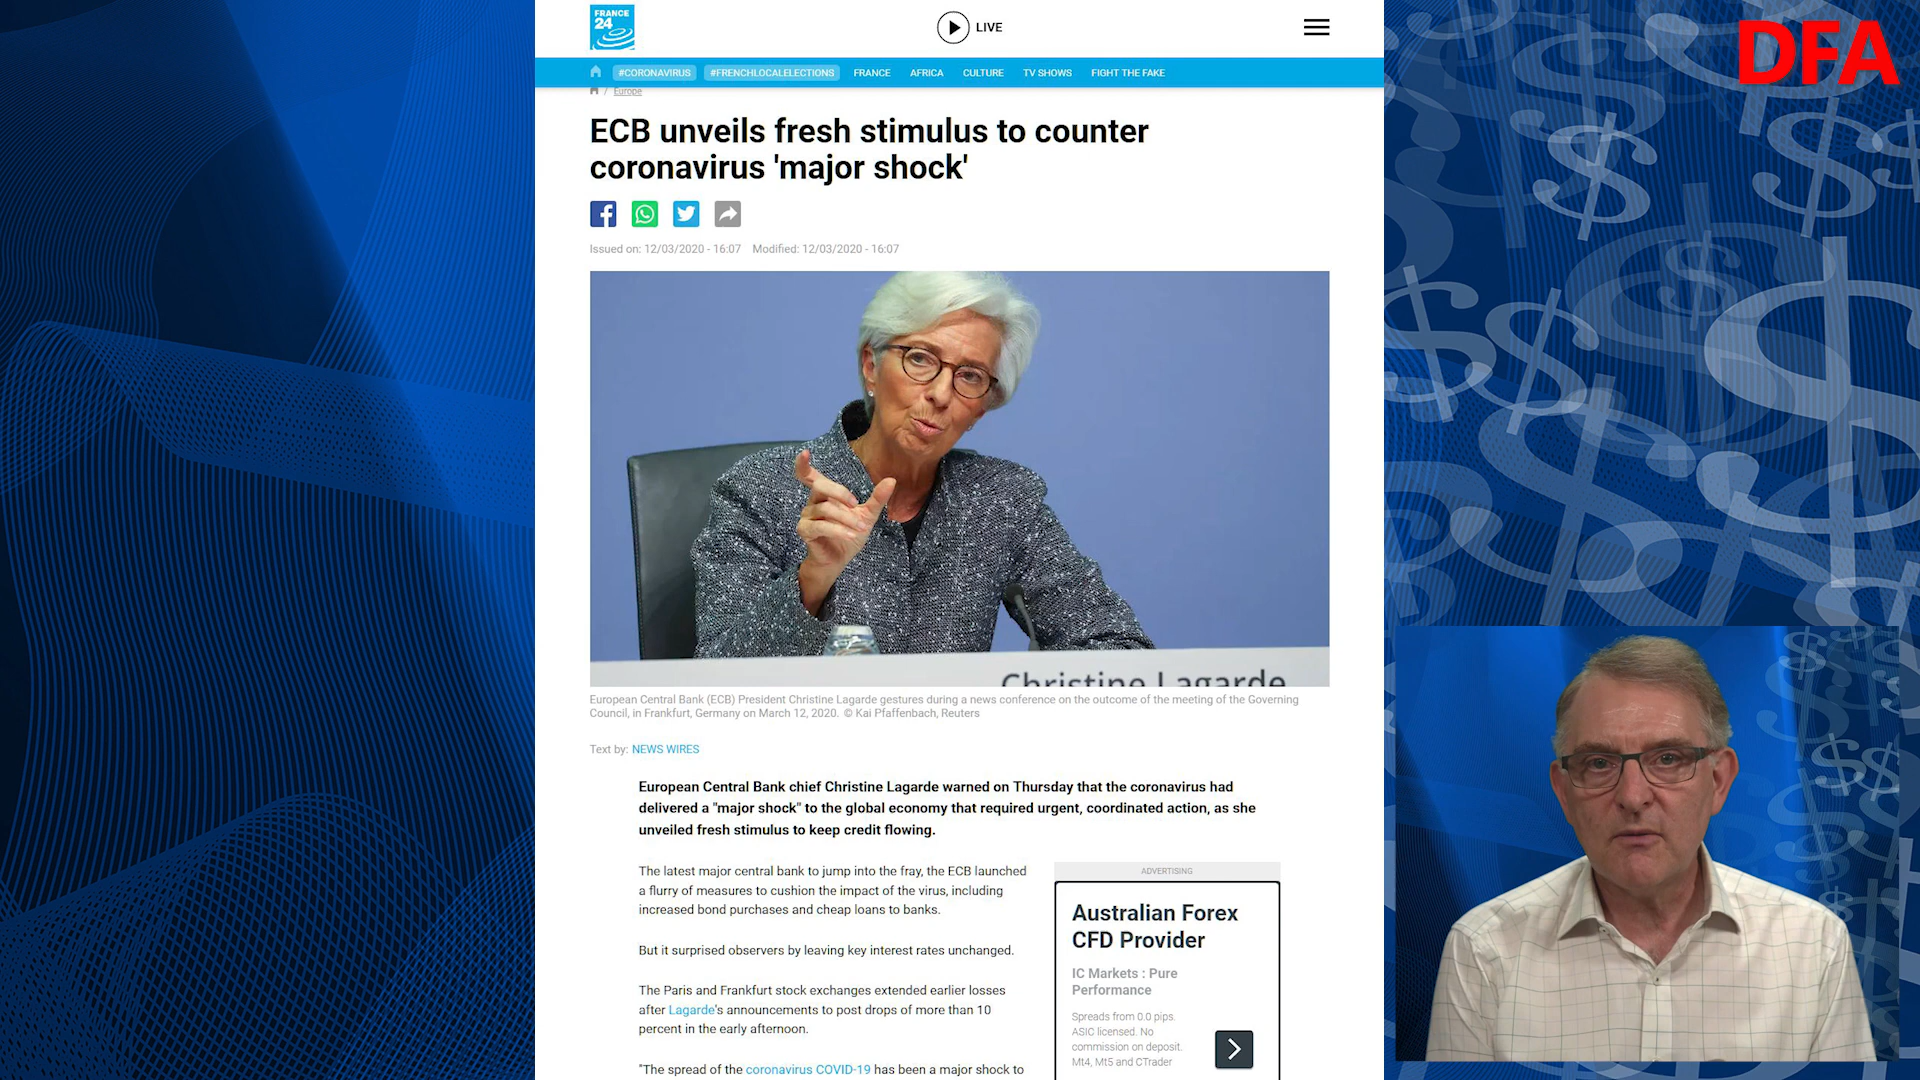 FRANCE
24
LIVE
DFA
#CORONAVIRUS #FRENCHLOCALELECTIONS FRANCE AFRICA CULTURE TV SHOWS FIGHT THE FAKE
/ Europe
ECB unveils fresh stimulus to counter
coronavirus 'major shock'
Issued on: 12/03/2020 - 16:07 Modified: 12/03/2020 - 16:07
Christine Lagarde
European Central Bank (ECB) President Christine Lagarde gestures during a news conference on the outcome of the meeting of the Governing
Council, in Frankfurt, Germany on March 12, 2020. © Kai Pfaffenbach, Reuters
Text by: NEWS WIRES
European Central Bank chief Christine Lagarde warned on Thursday that the coronavirus had
delivered a "major shock" to the global economy that required urgent, coordinated action, as she
unveiled fresh stimulus to keep credit flowing.
The latest major central bank to jump into the fray, the ECB launched
a flurry of measures to cushion the impact of the virus, including
increased bond purchases and cheap loans to banks.
But it surprised observers by leaving key interest rates unchanged.
The Paris and Frankfurt stock exchanges extended earlier losses
after Lagarde's announcements to post drops of more than 10
percent in the early afternoon.
"The spread of the coronavirus COVID-19 has been a major shock to
ADVERTISING
Australian Forex
CFD Provider
IC Markets : Pure
Performance
Spreads from 0.0 pips.
ASIC licensed. No
commission on deposit.
Mt4, Mt5 and CTrader